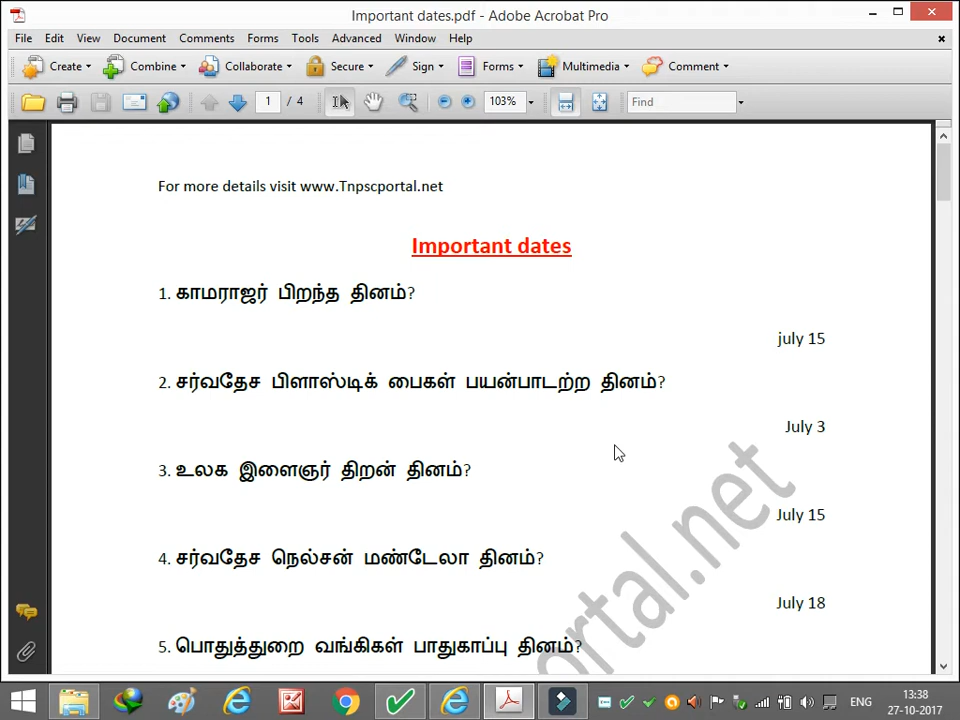 Important dates.pdf - Adobe Acrobat Pro
File Edit View Document Comments Forms Tools Advanced Window Help
Create Combine Collaborate Secure Sign Forms Multimedia Comment
1 / 4 103% Find
For more details visit www.Tnpscportal.net
Important dates
1. காமராஜர் பிறந்த தினம்?
july 15
2. சர்வதேச பிளாஸ்டிக் பைகள் பயன்பாடற்ற தினம்?
July 3
3. உலக இளைஞர் திறன் தினம்?
July 15
4. சர்வதேச நெல்சன் மண்டேலா தினம்?
July 18
5. பொதுத்துறை வங்கிகள் பாதுகாப்பு தினம்?
ortal.net
ENG
13:38
27-10-2017